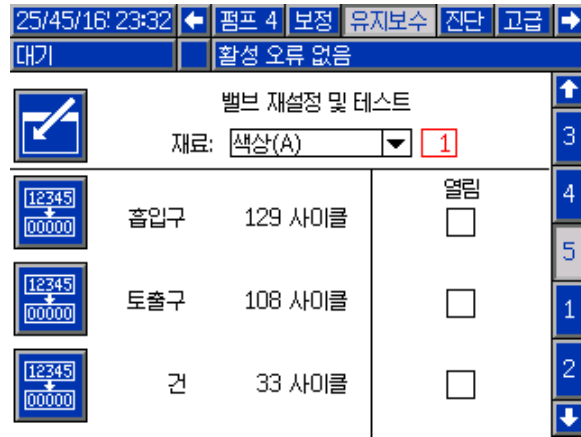 25/45/16! 23:32 펌프 4 보정 유지보수 진단 고급
대기 활성 오류 없음
밸브 재설정 및 테스트
재료: 색상(A) 1
열림
12345
00000
흡입구 129 사이클
12345
00000
토출구 108 사이클
12345
00000
건 33 사이클
3
4
5
1
2